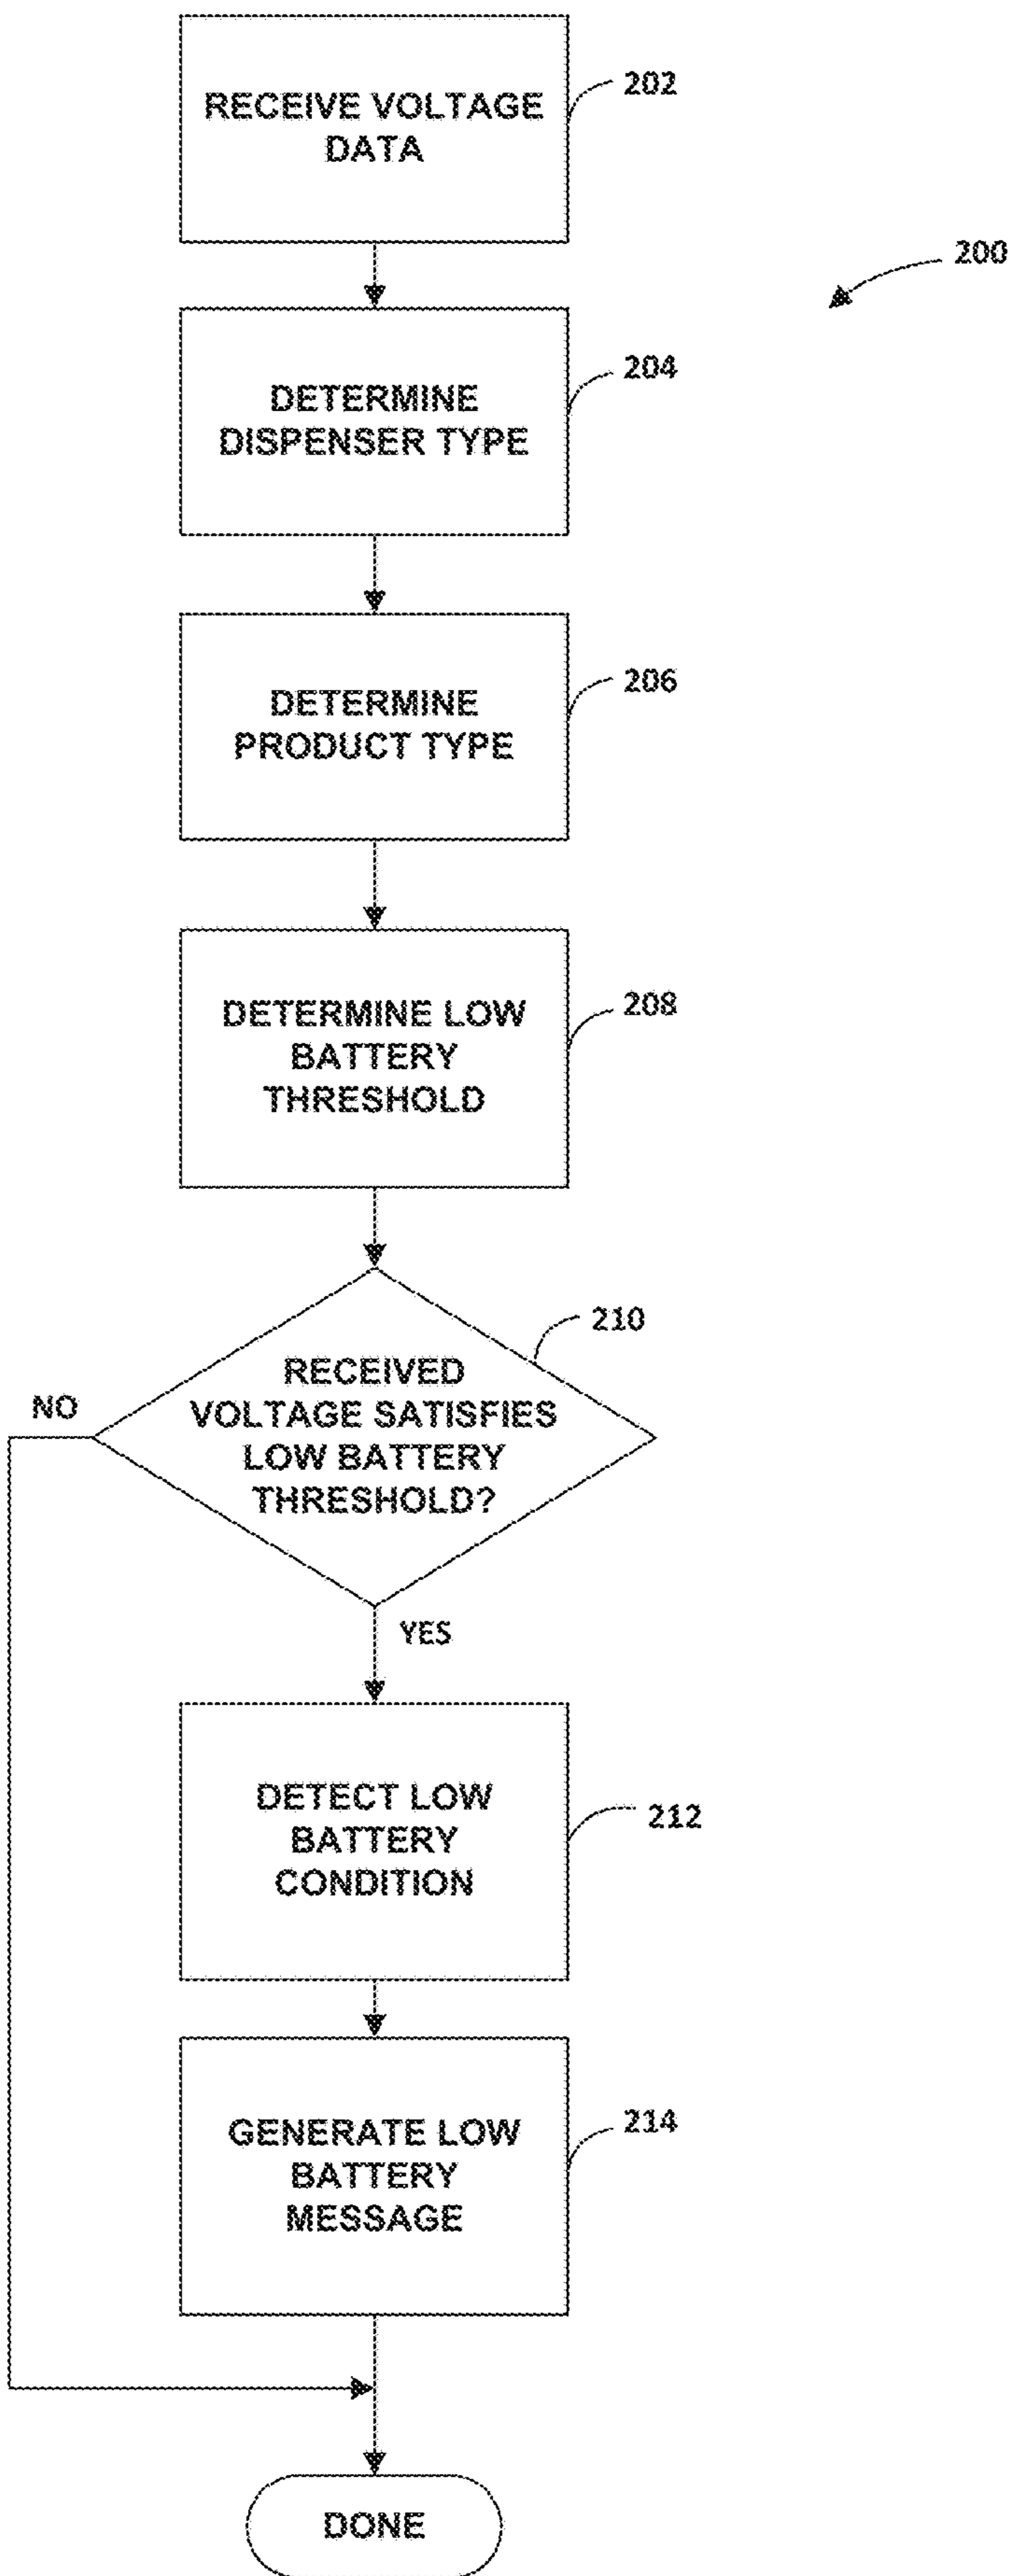 RECEIVE VOLTAGE
DATA
202
200
DETERMINE
DISPENSER TYPE
204
DETERMINE
PRODUCT TYPE
206
DETERMINE LOW
BATTERY
THRESHOLD
208
RECEIVED
VOLTAGE SATISFIES
LOW BATTERY
THRESHOLD?
210
NO
YES
DETECT LOW
BATTERY
CONDITION
212
GENERATE LOW
BATTERY
MESSAGE
214
DONE